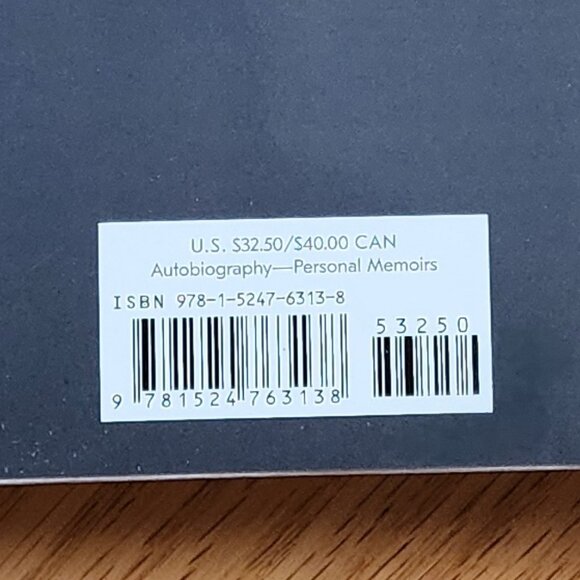 U.S. $32.50/$40.00 CAN
Autobiography—Personal Memoirs
ISBN 978-1-5247-6313-8
53250
9 781524 763138